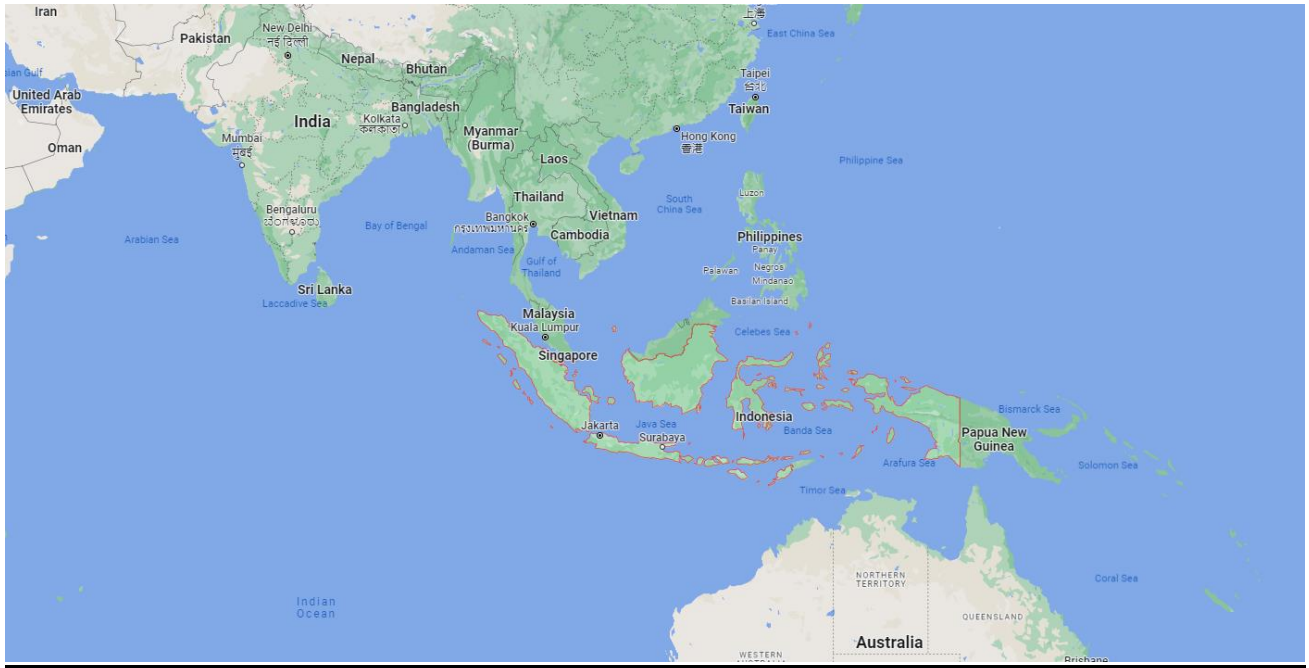 Iran
Pakistan
New Delhi
नई दिल्ली
Nepal
Bhutan
上海
East China Sea
Taipei
台北
Taiwan
United Arab
Emirates
Oman
India
Bangladesh
Kolkata
Mumbai
मुंबई
Myanmar
(Burma)
Hong Kong
香港
Laos
Philippine Sea
Thailand
South
China Sea
Luzon
Bengaluru
ಬೆಂಗಳೂರು
Bay of Bengal
Bangkok
กรุงเทพมหานคร
Vietnam
Cambodia
Arabian Sea
Andaman Sea
Gulf of
Thailand
Philippines
Panay
Negros
Palawan
Mindanao
Basilan Island
Sri Lanka
Laccadive Sea
Malaysia
Kuala Lumpur
Singapore
Celebes Sea
Indonesia
Jakarta
Java Sea
Surabaya
Banda Sea
Bismarck Sea
Papua New
Guinea
Arafura Sea
Solomon Sea
Timor Sea
Coral Sea
Indian
Ocean
NORTHERN
TERRITORY
QUEENSLAND
Australia
WESTERN
Brisbane